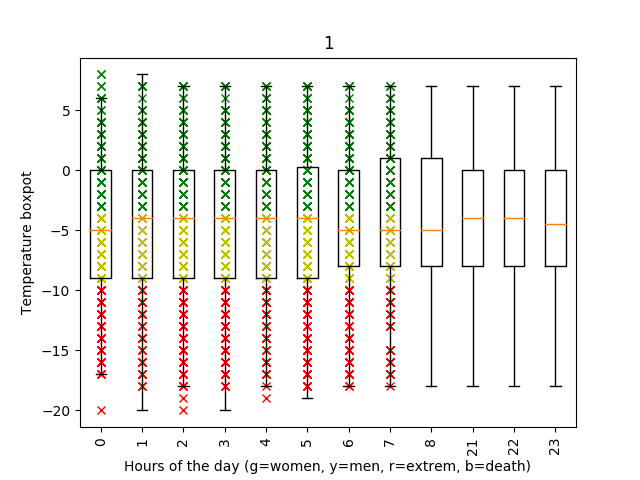 1
Temperature boxpot
5
0
−5
−10
−15
−20
0 1 2 3 4 5 6 7 8 21 22 23
Hours of the day (g=women, y=men, r=extrem, b=death)